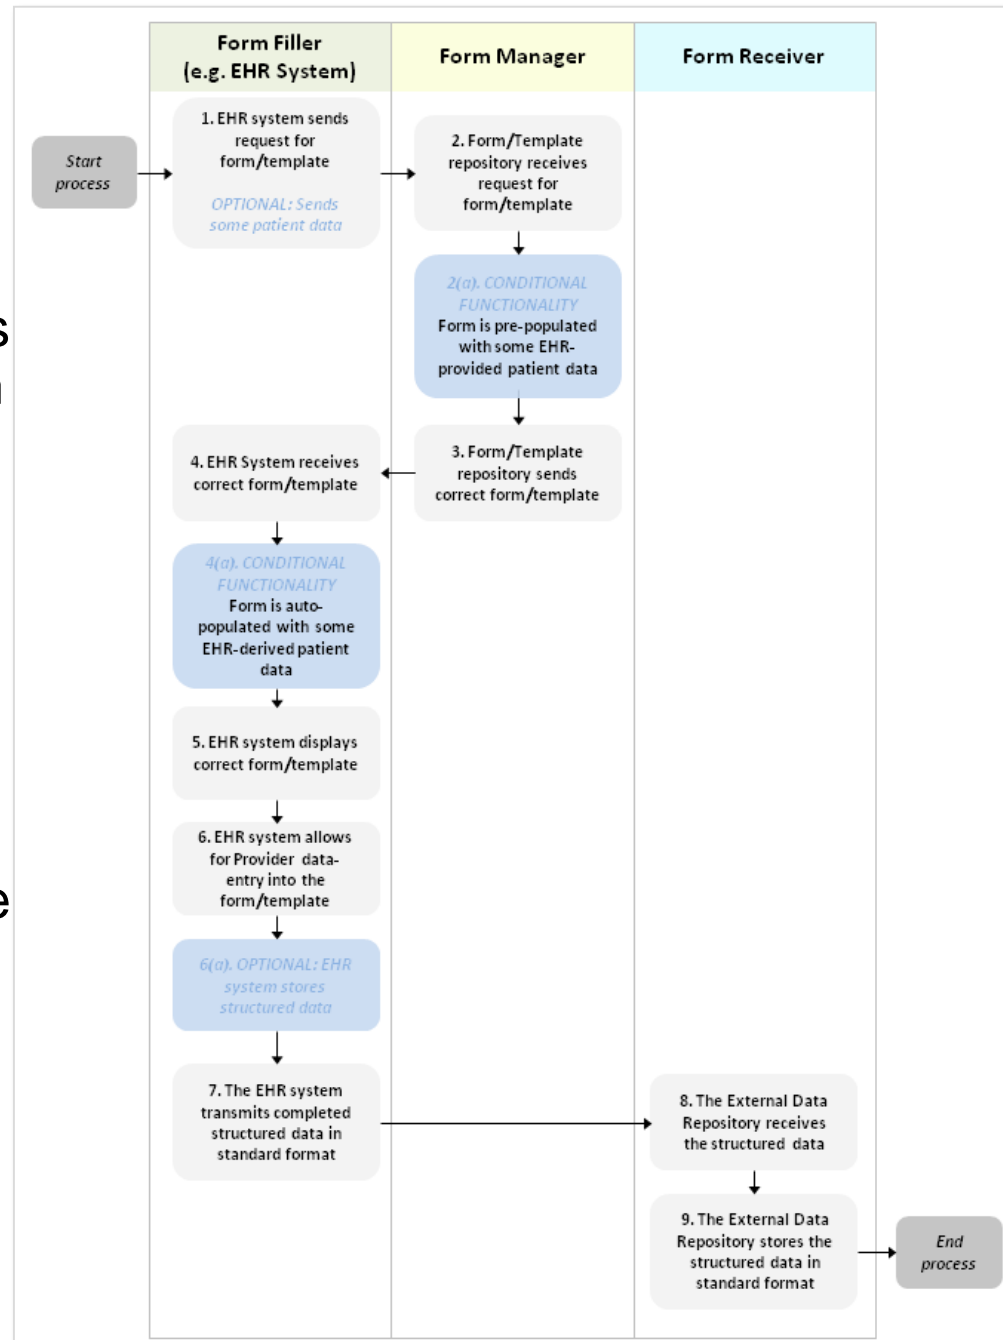 Form Filler
(e.g. EHR System)
Form Manager
Form Receiver
Start
process
1. EHR system sends
request for
form/template
OPTIONAL: Sends
some patient data
2. Form/Template
repository receives
request for
form/template
2(a). CONDITIONAL
FUNCTIONALITY
Form is pre-populated
with some EHR-
provided patient data
3. Form/Template
repository sends
correct form/template
4. EHR System receives
correct form/template
4(a). CONDITIONAL
FUNCTIONALITY
Form is auto-
populated with some
EHR-derived patient
data
5. EHR system displays
correct form/template
6. EHR system allows
for Provider data-
entry into the
form/template
6(a). OPTIONAL: EHR
system stores
structured data
7. The EHR system
transmits completed
structured data in
standard format
8. The External Data
Repository receives
the structured data
9. The External Data
Repository stores the
structured data in
standard format
End
process